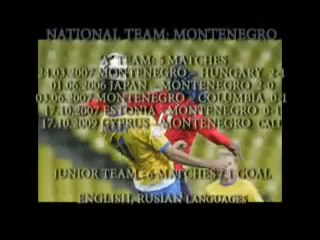 NATIONAL TEAM: MONTENEGRO
A TEAM: 5 MATCHES
24.03.2007 MONTENEGRO - HUNGARY 2-1
01.06.2006 JAPAN - MONTENEGRO 2-0
03.06.2007 MONTENEGRO - COLUMBIA 0-1
17.10.2007 ESTONIA - MONTENEGRO 0-1
17.10.2009 CYPRUS - MONTENEGRO CALL
JUNIOR TEAM: 6 MATCHES / 1 GOAL
ENGLISH, RUSIAN LANGUAGES